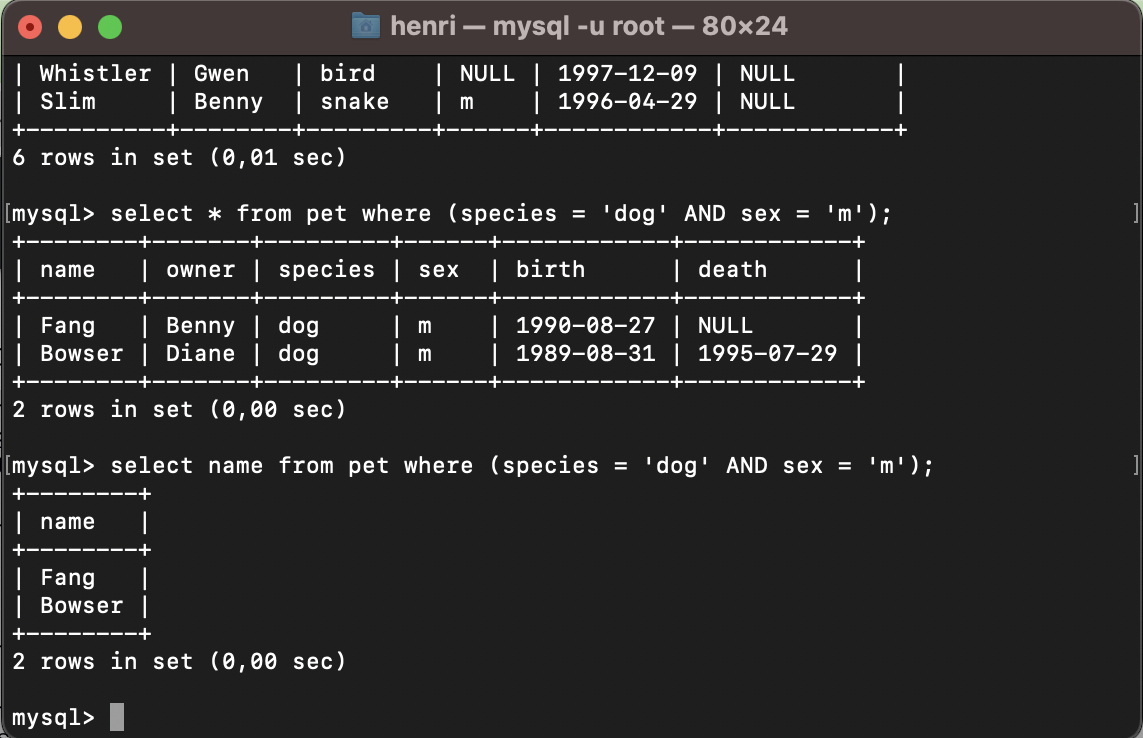 henri — mysql -u root — 80×24
| Whistler | Gwen   | bird    | NULL | 1997-12-09 | NULL       |
| Slim     | Benny  | snake   | m    | 1996-04-29 | NULL       |
+----------+--------+---------+------+------------+------------+
6 rows in set (0,01 sec)
[mysql> select * from pet where (species = 'dog' AND sex = 'm'); ]
+--------+-------+---------+------+------------+------------+
| name   | owner | species | sex  | birth      | death      |
+--------+-------+---------+------+------------+------------+
| Fang   | Benny | dog     | m    | 1990-08-27 | NULL       |
| Bowser | Diane | dog     | m    | 1989-08-31 | 1995-07-29 |
+--------+-------+---------+------+------------+------------+
2 rows in set (0,00 sec)
[mysql> select name from pet where (species = 'dog' AND sex = 'm'); ]
+--------+
| name   |
+--------+
| Fang   |
| Bowser |
+--------+
2 rows in set (0,00 sec)
mysql>